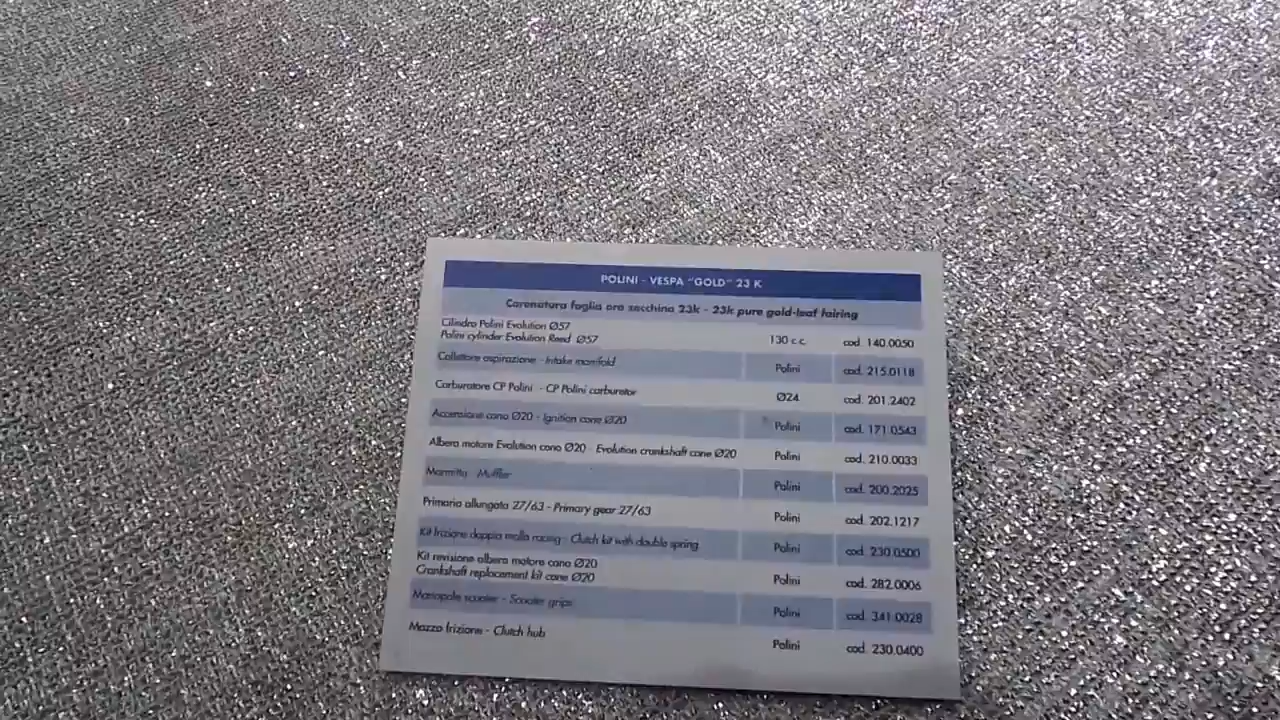 POLINI - VESPA "GOLD" 23 K
Carenatura foglia oro zecchino 23k - 23k pure gold-leaf fairing
Cilindro Polini Evolution Ø57
Polini cylinder Evolution Reed Ø57 130 c.c. cod. 140.0050
Collettore aspirazione - Intake manifold Polini cod. 215.0118
Carburatore CP Polini - CP Polini carburetor Ø24 cod. 201.2402
Accensione cono Ø20 - Ignition cone Ø20 Polini cod. 171.0543
Albero motore Evolution cono Ø20 - Evolution crankshaft cone Ø20 Polini cod. 210.0033
Marmitta - Muffler Polini cod. 200.2025
Primaria allungata 27/63 - Primary gear 27/63 Polini cod. 202.1217
Kit frizione doppia molla racing - Clutch kit with double spring Polini cod. 230.0500
Kit revisione albero motore cono Ø20
Crankshaft replacement kit cone Ø20 Polini cod. 282.0006
Manopole scooter - Scooter grips Polini cod. 341.0028
Mozzo frizione - Clutch hub Polini cod. 230.0400